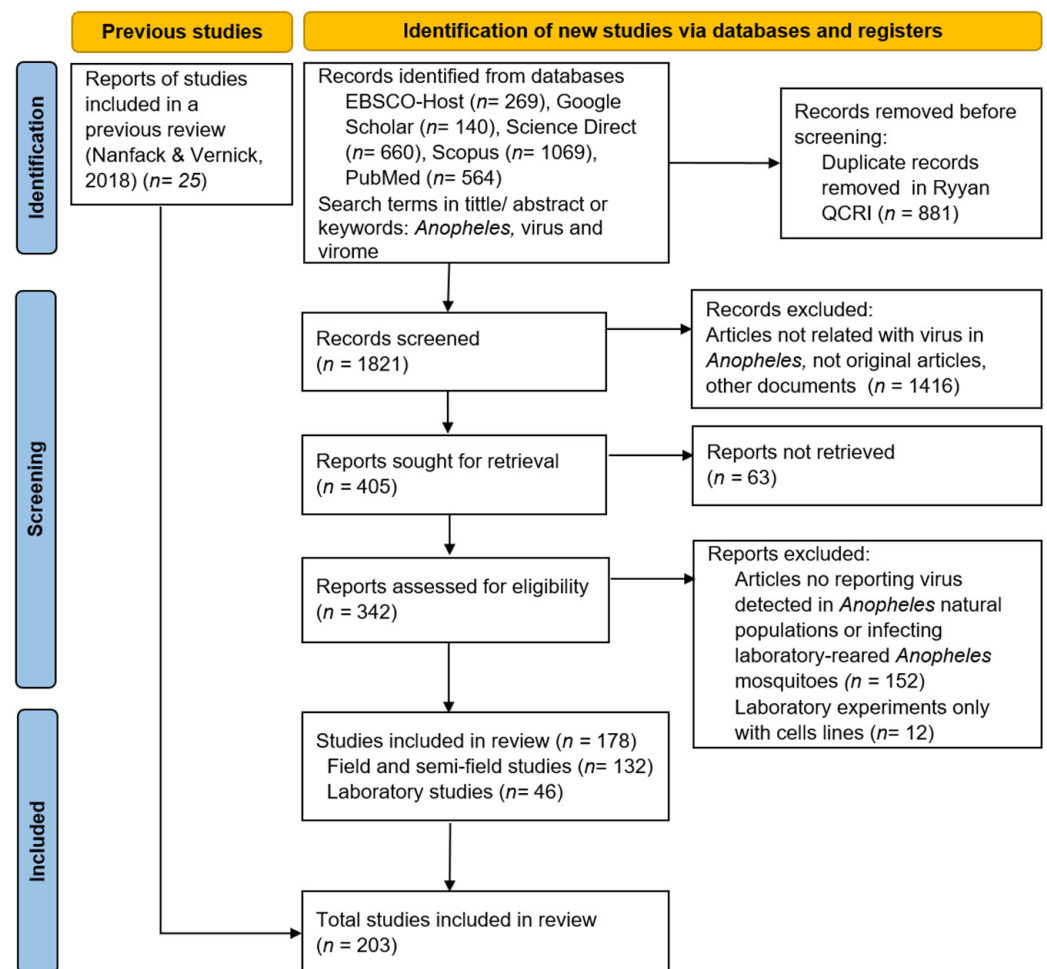 Previous studies
Identification of new studies via databases and registers
Identification
Reports of studies
included in a
previous review
(Nanfack & Vernick,
2018) (n= 25)
Records identified from databases
EBSCO-Host (n= 269), Google
Scholar (n= 140), Science Direct
(n= 660), Scopus (n= 1069),
PubMed (n= 564)
Search terms in tittle/ abstract or
keywords: Anopheles, virus and
virome
Records removed before
screening:
Duplicate records
removed in Ryyan
QCRI (n = 881)
Screening
Records screened
(n = 1821)
Records excluded:
Articles not related with virus in
Anopheles, not original articles,
other documents (n = 1416)
Reports sought for retrieval
(n = 405)
Reports not retrieved
(n = 63)
Reports assessed for eligibility
(n = 342)
Reports excluded:
Articles no reporting virus
detected in Anopheles natural
populations or infecting
laboratory-reared Anopheles
mosquitoes (n = 152)
Laboratory experiments only
with cells lines (n= 12)
Included
Studies included in review (n = 178)
Field and semi-field studies (n= 132)
Laboratory studies (n= 46)
Total studies included in review
(n = 203)